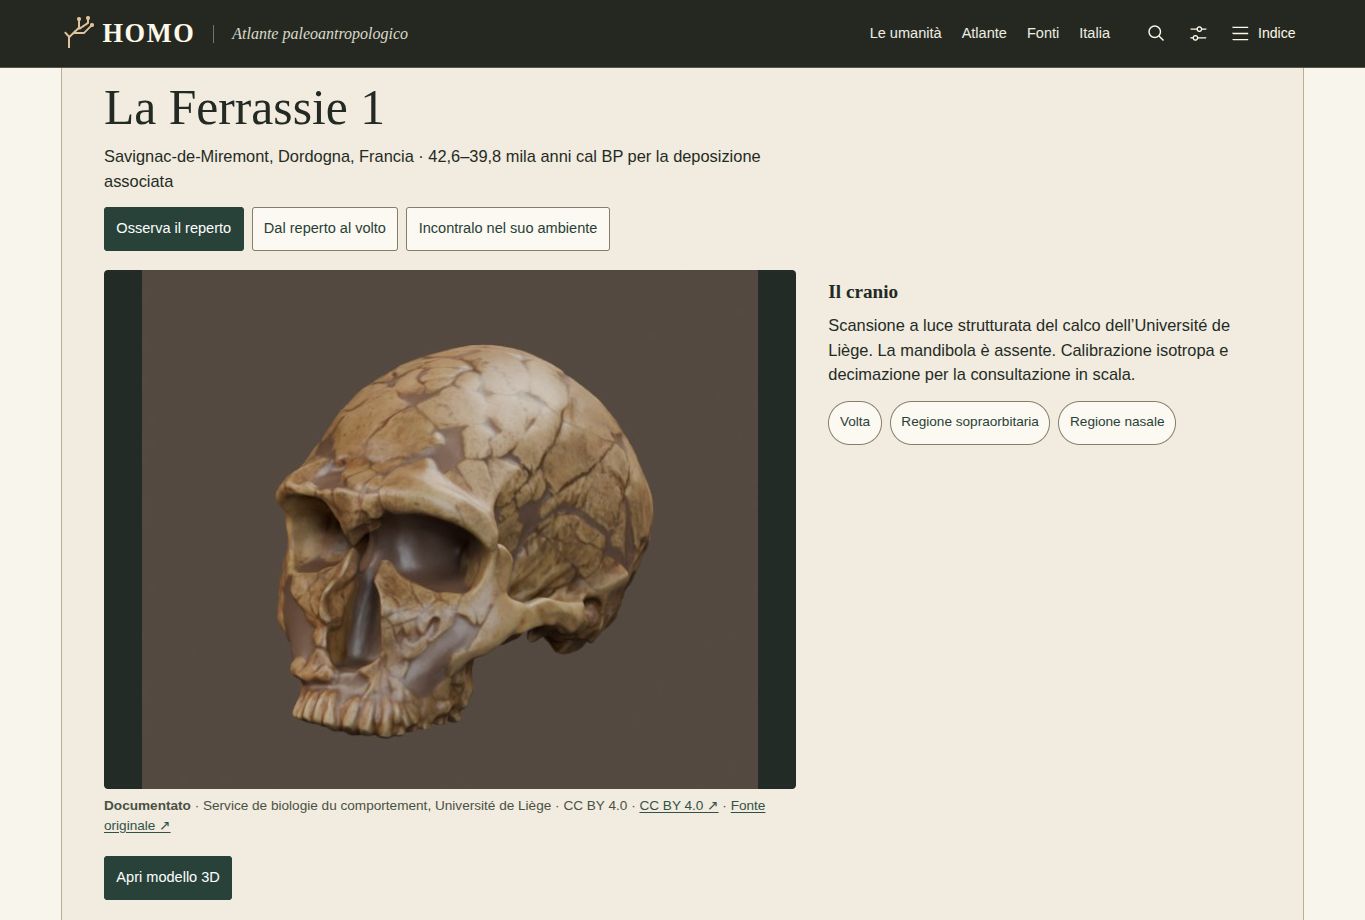 HOMO
Atlante paleoantropologico
Le umanità
Atlante
Fonti
Italia
Indice
La Ferrassie 1
Savignac-de-Miremont, Dordogna, Francia · 42,6–39,8 mila anni cal BP per la deposizione
associata
Osserva il reperto
Dal reperto al volto
Incontralo nel suo ambiente
Il cranio
Scansione a luce strutturata del calco dell’Université de
Liège. La mandibola è assente. Calibrazione isotropa e
decimazione per la consultazione in scala.
Volta
Regione sopraorbitaria
Regione nasale
Documentato · Service de biologie du comportement, Université de Liège · CC BY 4.0 · CC BY 4.0 ↗ · Fonte
originale ↗
Apri modello 3D